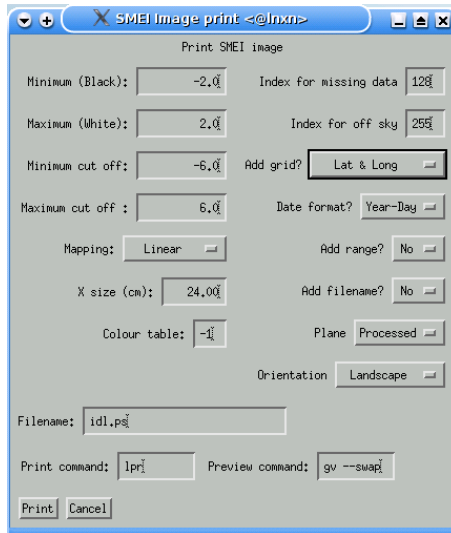 SMEI Image print <@lnxn>
Print SMEI image
Minimum (Black): -2.0 Index for missing data 128
Maximum (White): 2.0 Index for off sky 255
Minimum cut off: -6.0 Add grid? Lat & Long
Maximum cut off : 6.0 Date format? Year-Day
Mapping: Linear Add range? No
X size (cm): 24.00 Add filename? No
Colour table: -1 Plane Processed
Orientation Landscape
Filename: idl.ps
Print command: lpr Preview command: gv --swap
Print Cancel